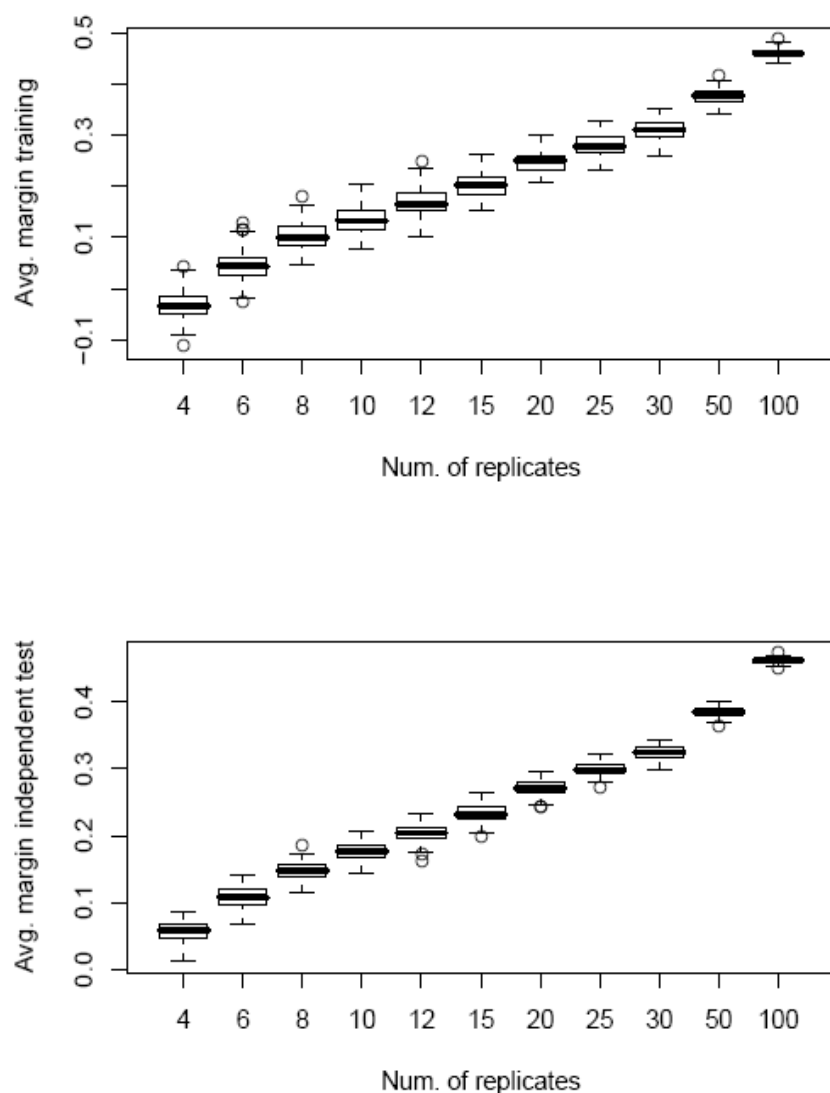 Avg. margin training
0.5
0.3
0.1
−0.1
4 6 8 10 12 15 20 25 30 50 100
Num. of replicates
Avg. margin independent test
0.4
0.3
0.2
0.1
0.0
4 6 8 10 12 15 20 25 30 50 100
Num. of replicates